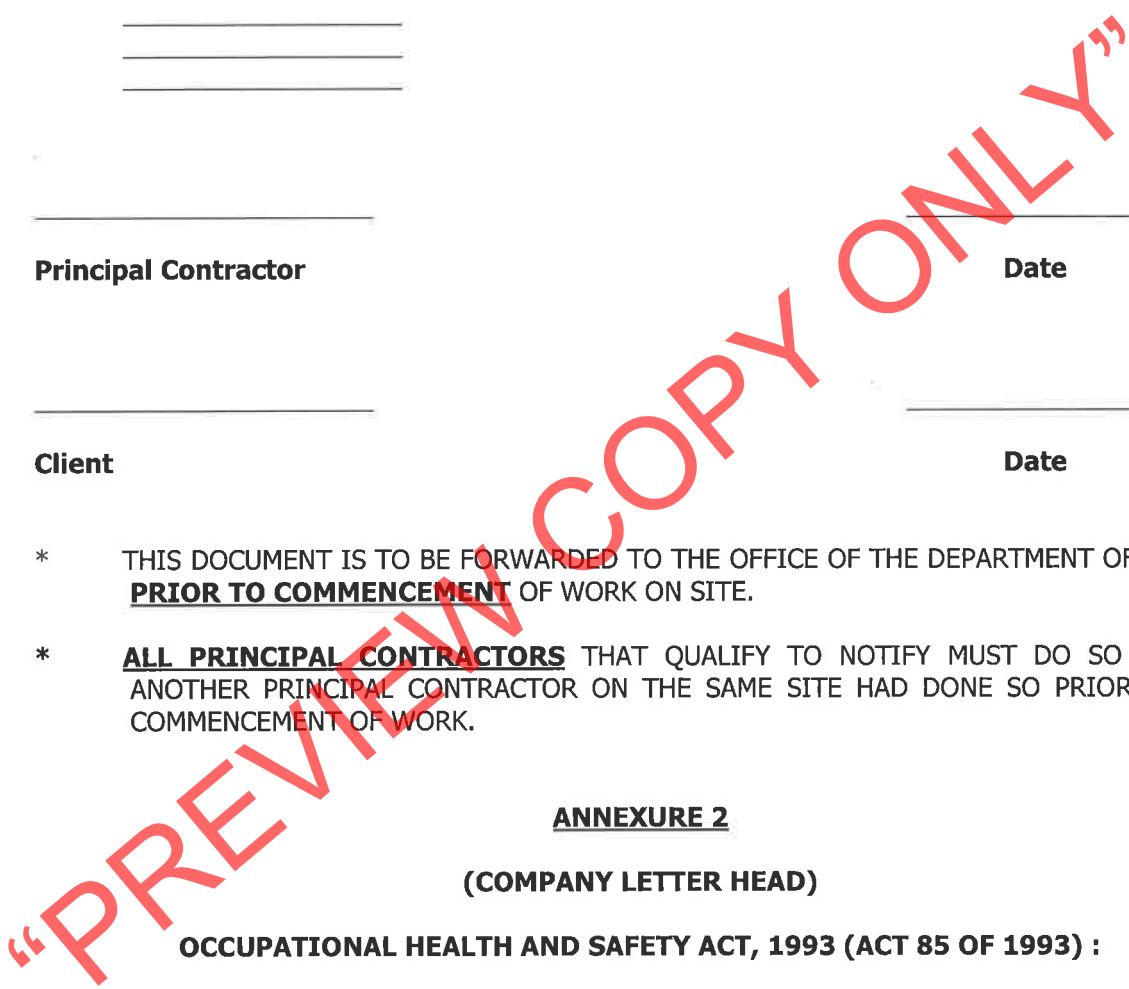 Principal Contractor Date
Client Date
* THIS DOCUMENT IS TO BE FORWARDED TO THE OFFICE OF THE DEPARTMENT OF
PRIOR TO COMMENCEMENT OF WORK ON SITE.
* ALL PRINCIPAL CONTRACTORS THAT QUALIFY TO NOTIFY MUST DO SO
ANOTHER PRINCIPAL CONTRACTOR ON THE SAME SITE HAD DONE SO PRIOR
COMMENCEMENT OF WORK.
ANNEXURE 2
(COMPANY LETTER HEAD)
OCCUPATIONAL HEALTH AND SAFETY ACT, 1993 (ACT 85 OF 1993) :
“PREVIEW COPY ONLY”